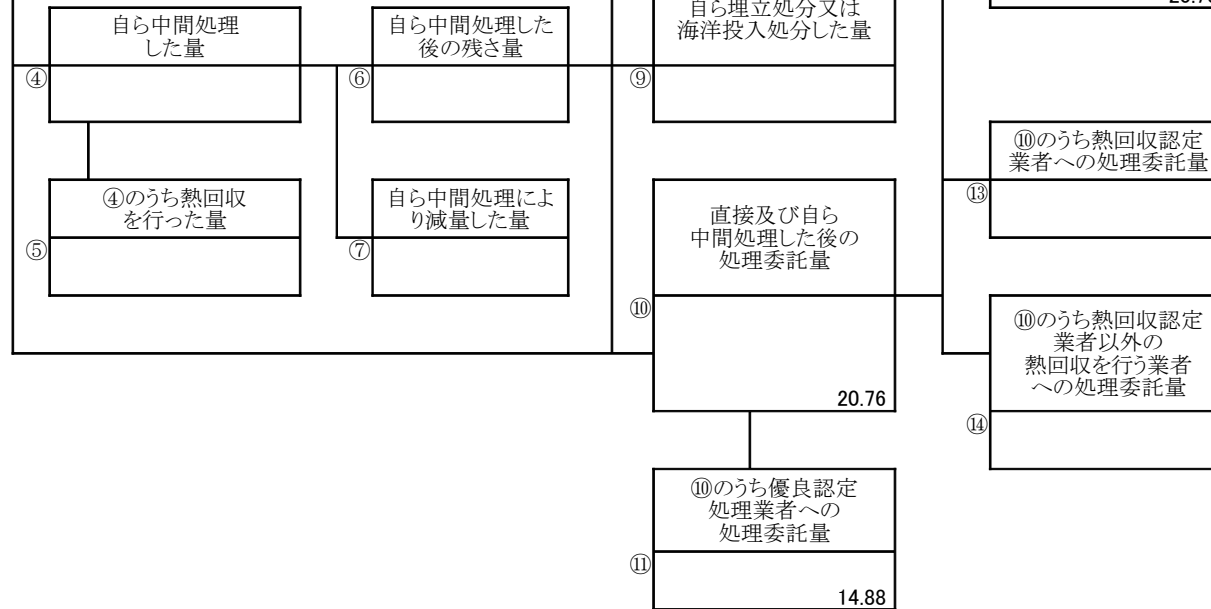 自ら中間処理
した量
④
自ら中間処理した
後の残さ量
⑥
自ら埋立処分又は
海洋投入処分した量
⑨
④のうち熱回収
を行った量
⑤
自ら中間処理によ
り減量した量
⑦
直接及び自ら
中間処理した後の
処理委託量
⑩
20.76
⑩のうち優良認定
処理業者への
処理委託量
⑪
14.88
⑩のうち熱回収認定
業者への処理委託量
⑬
⑩のうち熱回収認定
業者以外の
熱回収を行う業者
への処理委託量
⑭